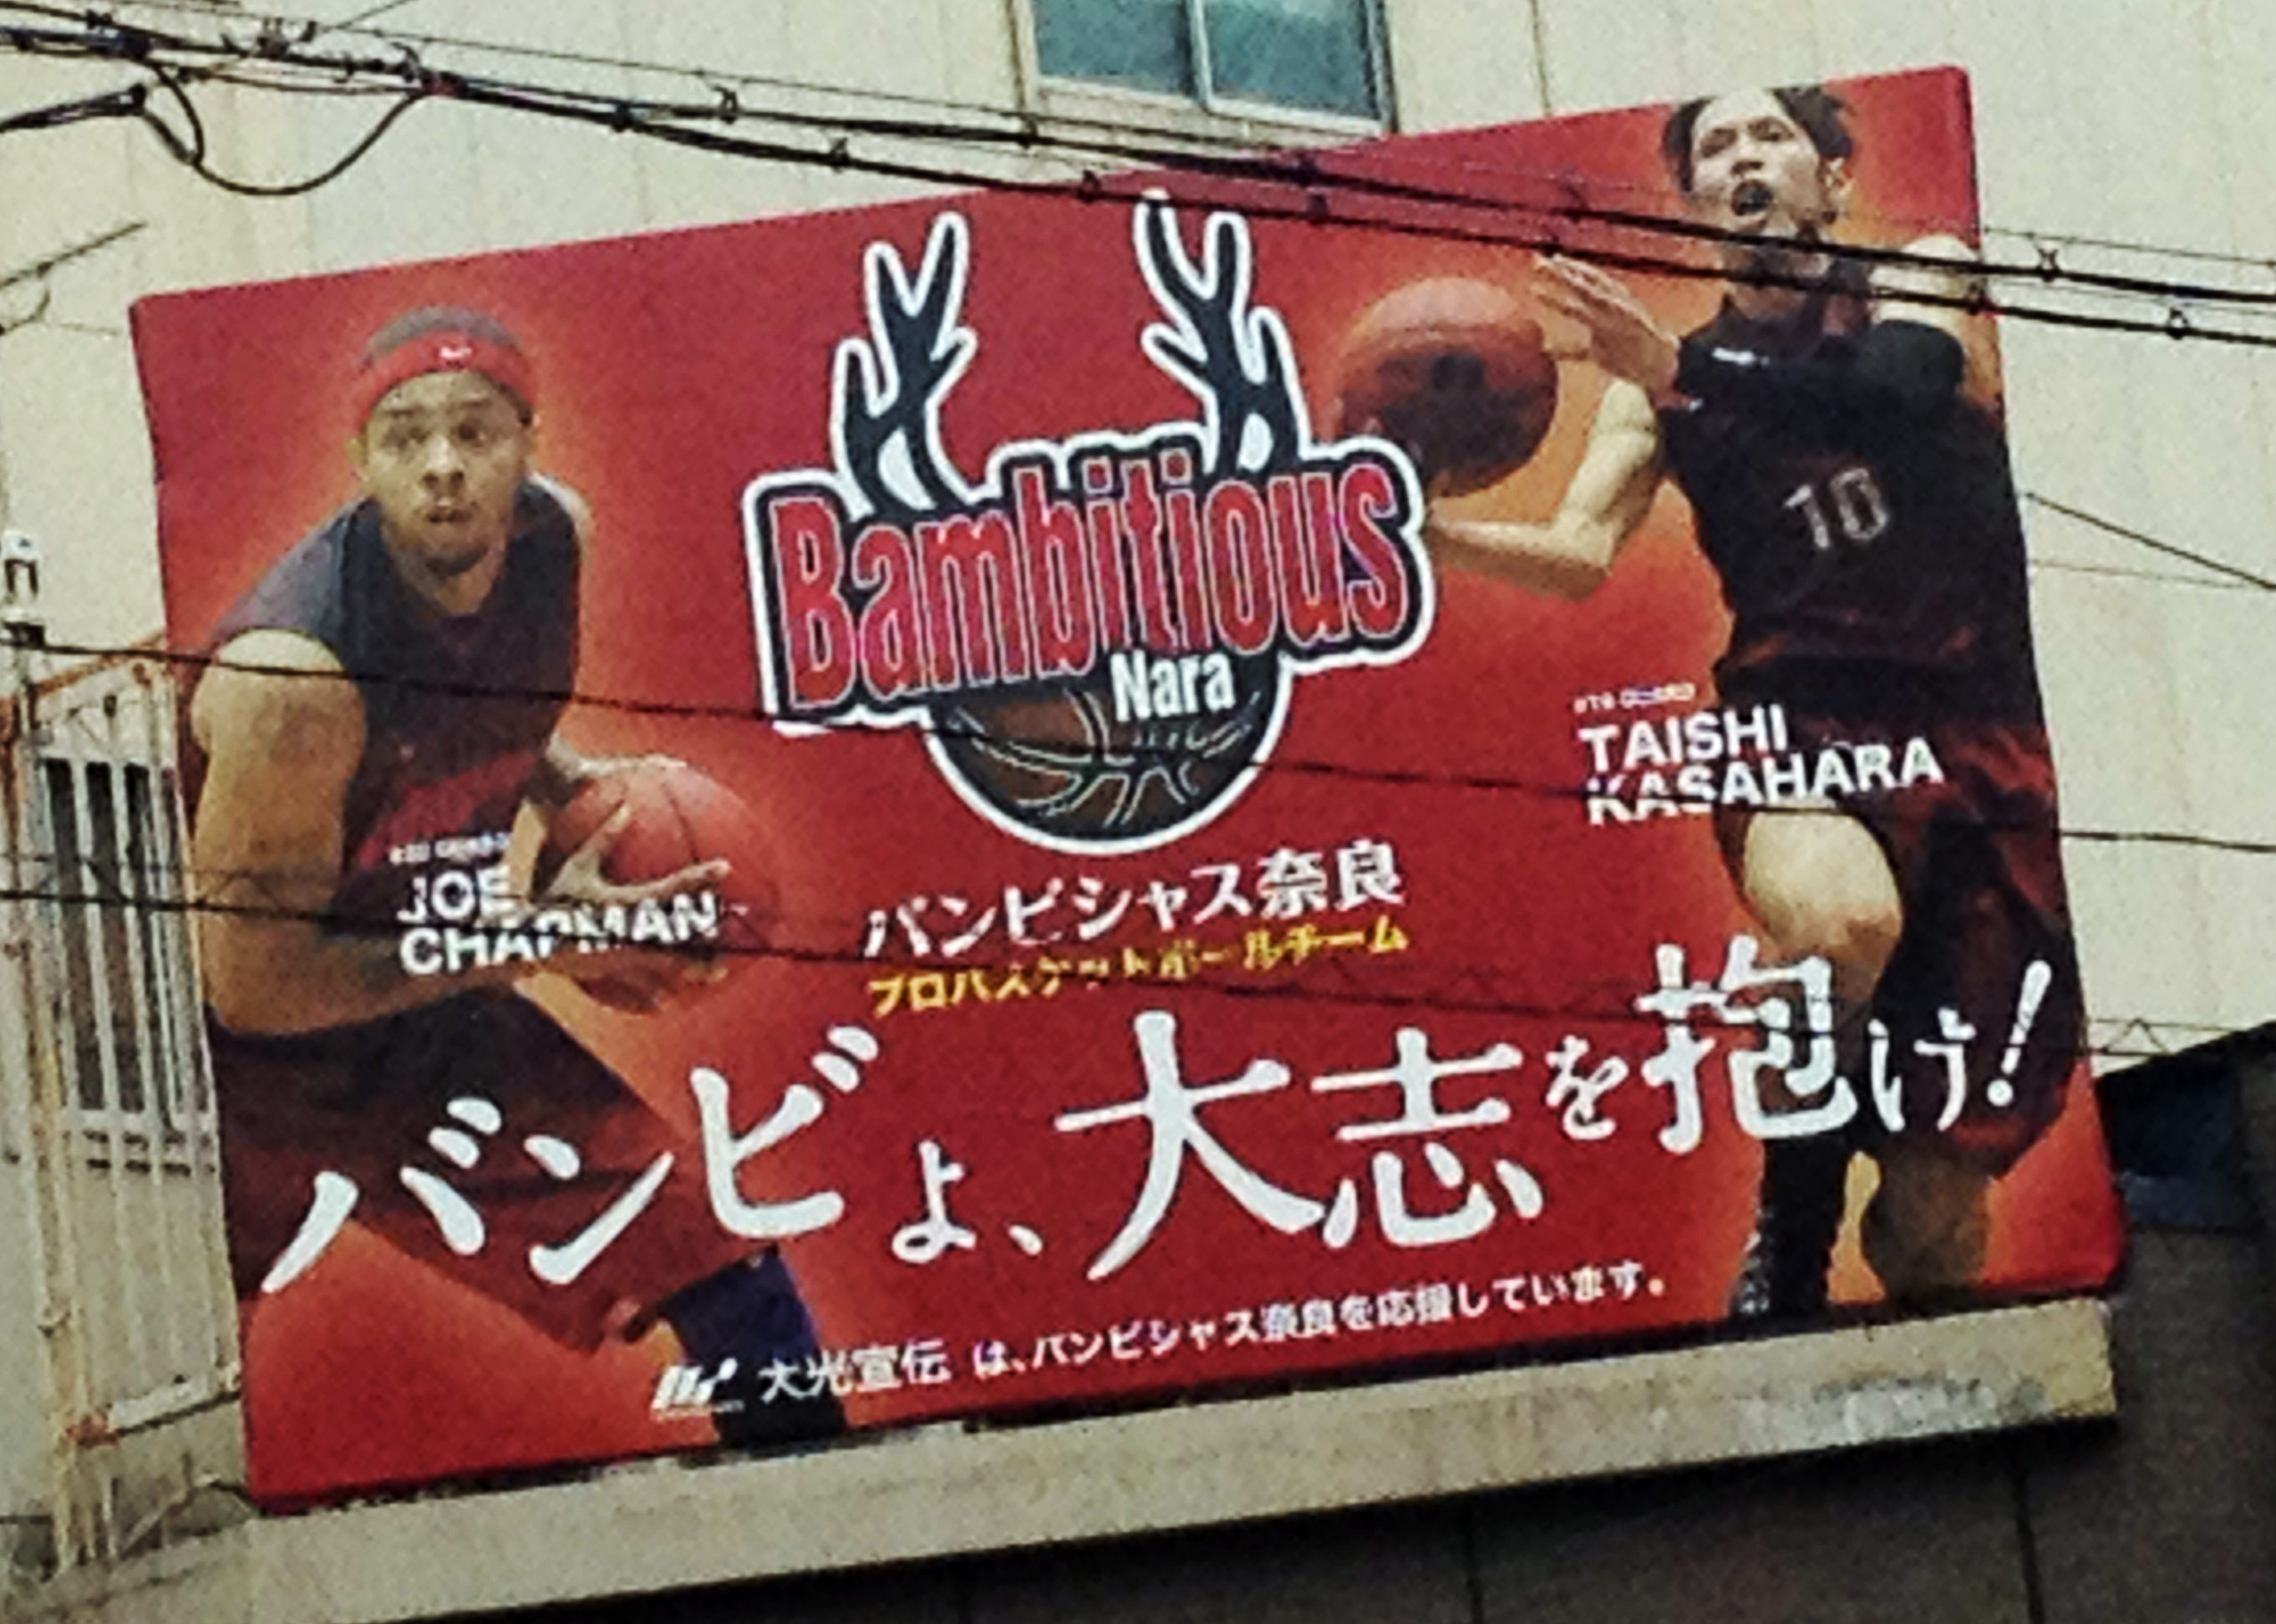 Bambitious
Nara
10
TAISHI
KASAHARA
JOE
CHAPMAN
バンビシャス奈良
プロバスケットボールチーム
バンビよ、大志を抱け!
大光宣伝 は、バンビシャス奈良を応援しています。